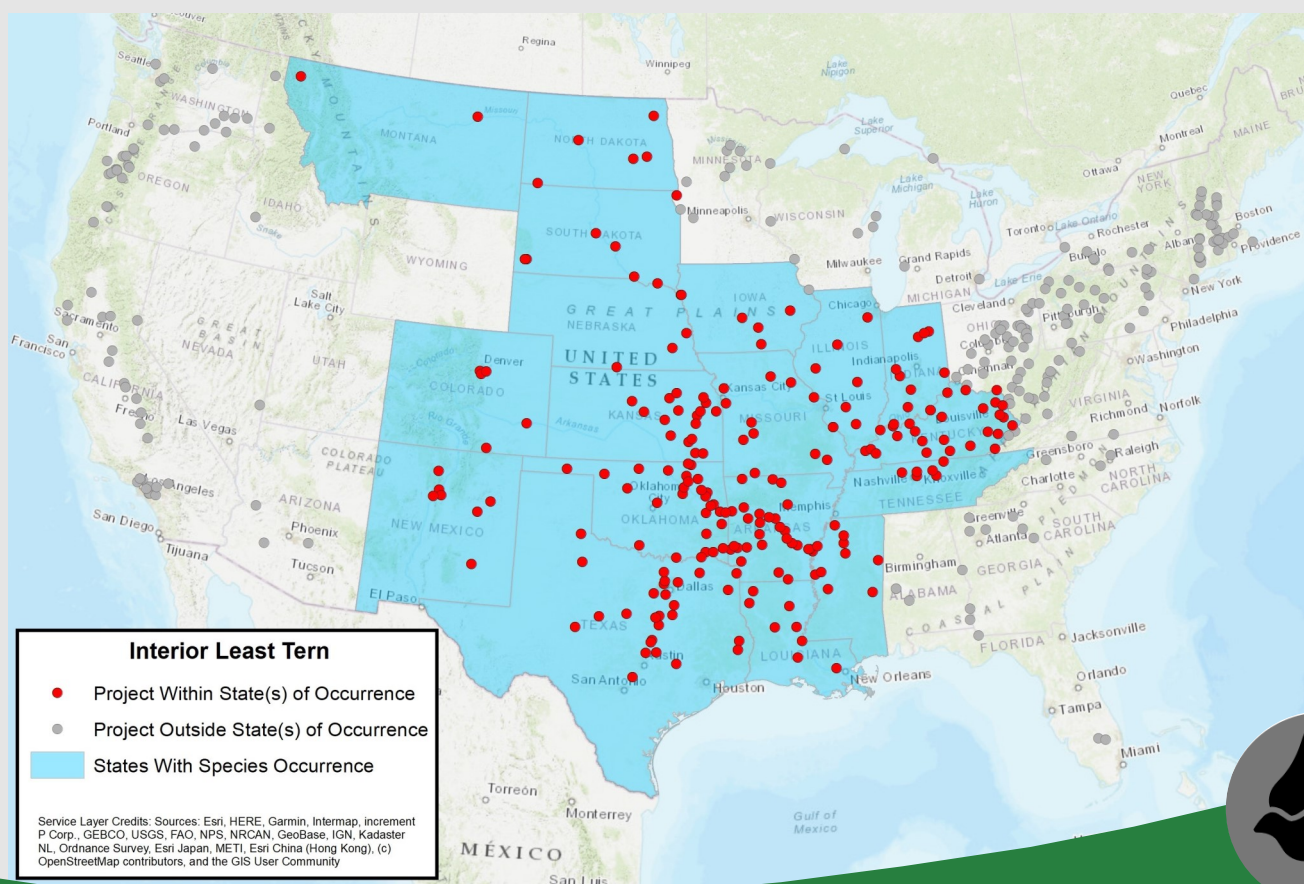 Regina
Winnipeg
Lake
Nipigon
Seattle
Columbia
WASHINGTON
Quebec
Portland
Missouri
MONTANA
NORTH DAKOTA
MINNESOTA
Lake
Superior
Montreal
MAINE
Ottawa
OREGON
IDAHO
Snake
Lake
Michigan
Lake
Huron
NEW
YORK
Minneapolis
WISCONSIN
Toronto
Lake Ontario
Rochester
Boston
WYOMING
SOUTH DAKOTA
Milwaukee
Grand Rapids
Buffalo
Providence
Detroit
Lake Erie
MICHIGAN
Salt
Lake City
GREAT PLAINS
NEBRASKA
IOWA
Chicago
Cleveland
New York
Sacramento
GREAT
BASIN
NEVADA
OHIO
Pittsburgh
Philadelphia
San
Francisco
UTAH
Denver
Colorado
COLORADO
UNITED
STATES
ILLINOIS
Indianapolis
INDIANA
Cincinnati
Washington
CALIFORNIA
Fresno
Kansas City
St Louis
VIRGINIA
Richmond
Norfolk
Las Vegas
Rio Grande
KANSAS
Arkansas
MISSOURI
Louisville
KENTUCKY
COLORADO
PLATEAU
Greensboro
Raleigh
Los Angeles
ARIZONA
Oklahoma
City
Nashville
Knoxville
Charlotte
NORTH
CAROLINA
San Diego
Phoenix
NEW MEXICO
OKLAHOMA
Memphis
TENNESSEE
ARKANSAS
Greenville
SOUTH
CAROLINA
PIEDMONT
Tijuana
Tucson
Atlanta
Birmingham
GEORGIA
El Paso
Dallas
ALABAMA
COASTAL PLAIN
TEXAS
Austin
LOUISIANA
Jacksonville
FLORIDA
San Antonio
Houston
New Orleans
Orlando
Tampa
Miami
Torreón
Monterrey
Gulf of
Mexico
MÉXICO
San Luis
Interior Least Tern
Project Within State(s) of Occurrence
Project Outside State(s) of Occurrence
States With Species Occurrence
Service Layer Credits: Sources: Esri, HERE, Garmin, Intermap, increment
P Corp., GEBCO, USGS, FAO, NPS, NRCAN, GeoBase, IGN, Kadaster
NL, Ordnance Survey, Esri Japan, METI, Esri China (Hong Kong), (c)
OpenStreetMap contributors, and the GIS User Community